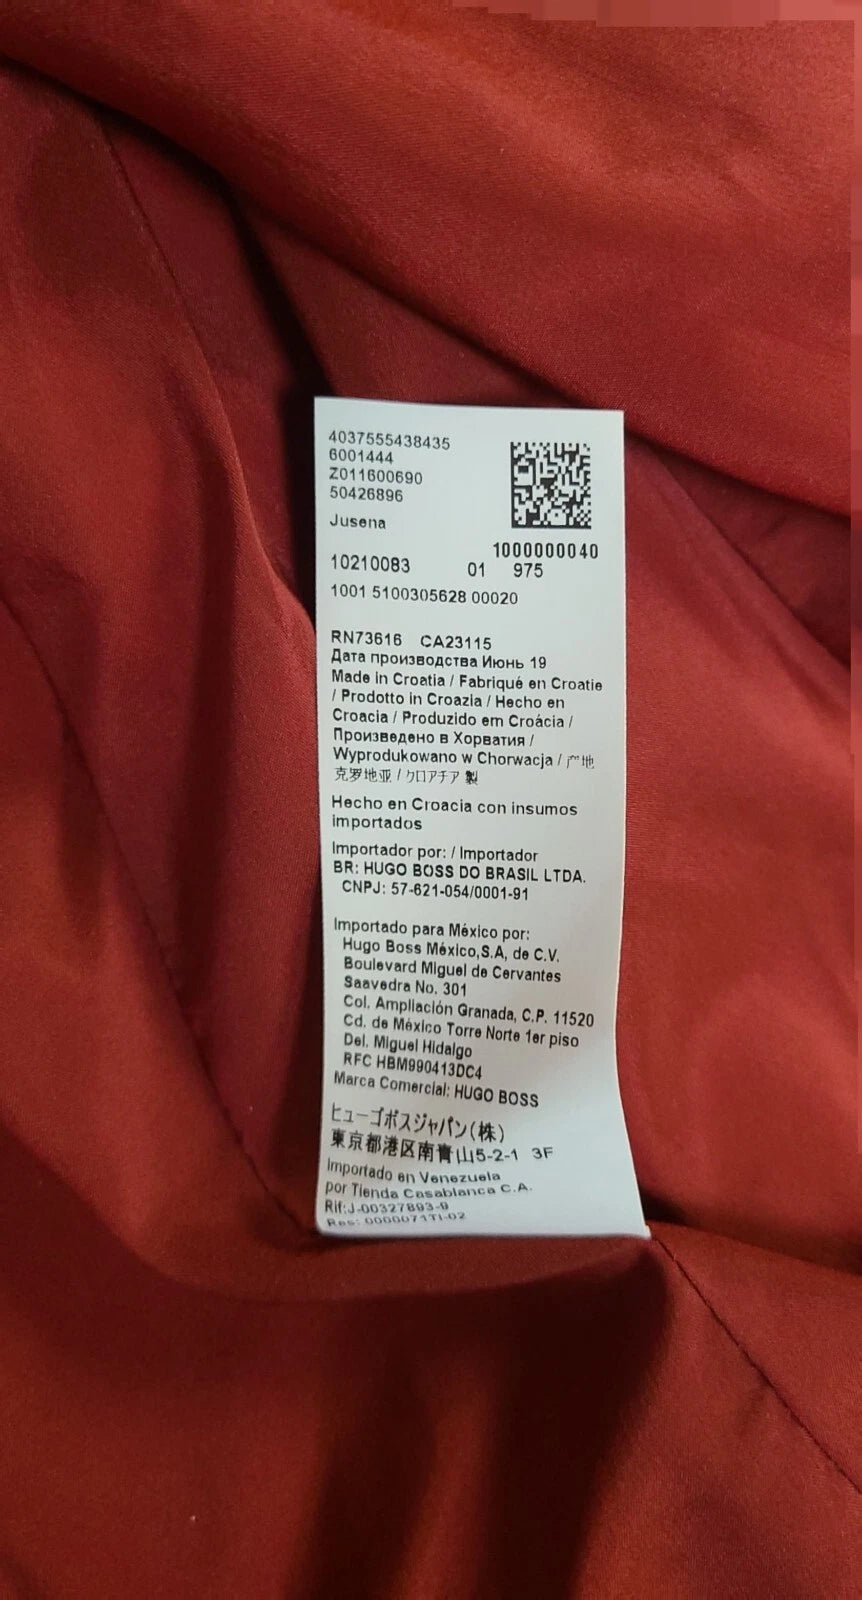 4037555438435
6001444
Z011600690
50426896
Jusena
1000000040
10210083 01 975
1001 5100305628 00020
RN73616 CA23115
Дата производства Июнь 19
Made in Croatia / Fabriqué en Croatie
/ Prodotto in Croazia / Hecho en
Croacia / Produzido em Croácia /
Произведено в Хорватия /
Wyprodukowano w Chorwacja / 产地
克罗地亚 / クロアチア 製
Hecho en Croacia con insumos
importados
Importador por: / Importador
BR: HUGO BOSS DO BRASIL LTDA.
CNPJ: 57-621-054/0001-91
Importado para México por:
Hugo Boss México,S.A, de C.V.
Boulevard Miguel de Cervantes
Saavedra No. 301
Col. Ampliación Granada, C.P. 11520
Cd. de México Torre Norte 1er piso
Del. Miguel Hidalgo
RFC HBM990413DC4
Marca Comercial: HUGO BOSS
ヒューゴボスジャパン(株)
東京都港区南青山5-2-1 3F
Importado en Venezuela
por Tienda Casablanca C.A.
Rif:J-00327893-9
Res: 0000071TI-02